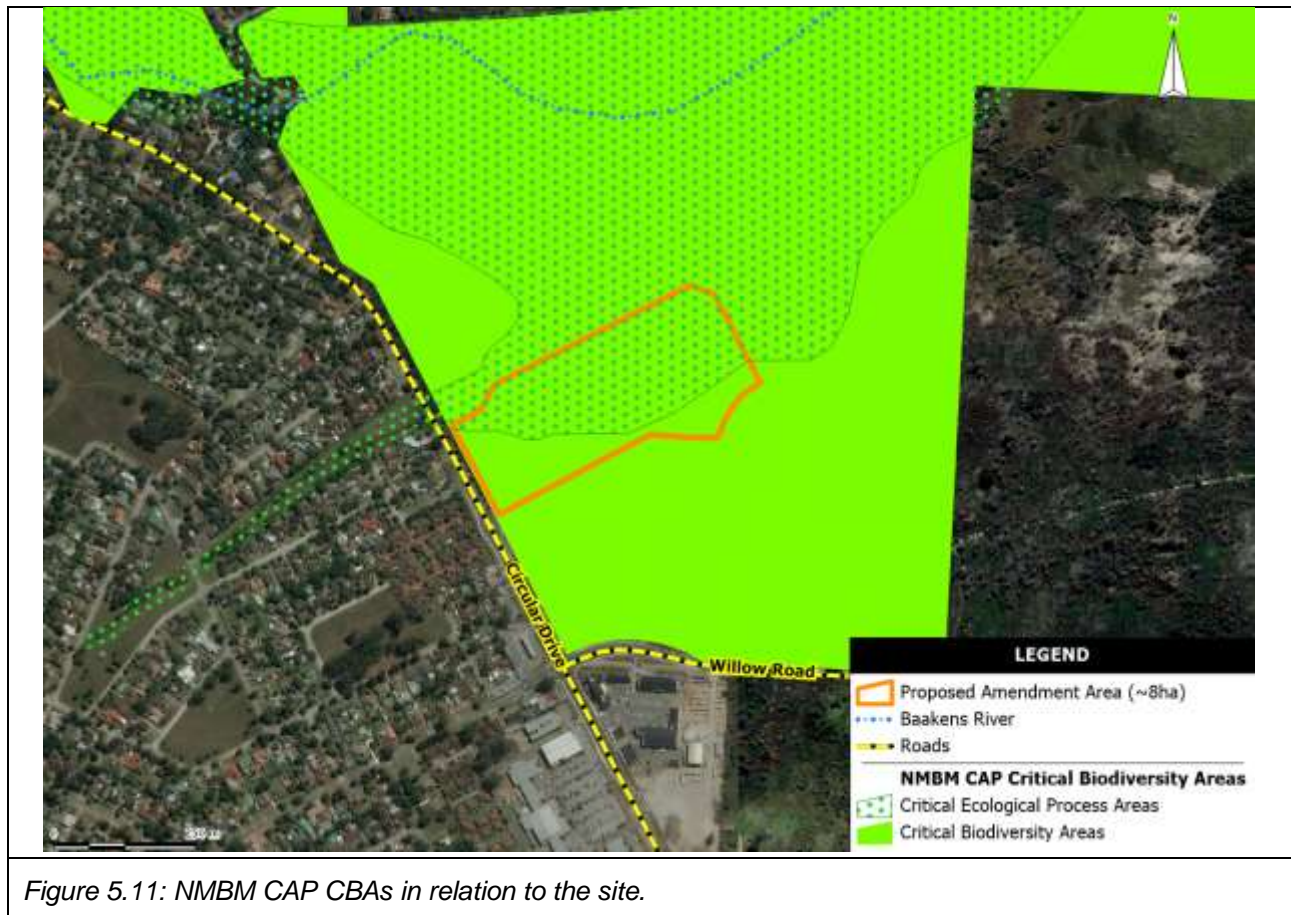 N
Circular Drive
Willow Road
LEGEND
Proposed Amendment Area (~8ha)
Baakens River
Roads
NMBM CAP Critical Biodiversity Areas
Critical Ecological Process Areas
Critical Biodiversity Areas
0
Figure 5.11: NMBM CAP CBAs in relation to the site.